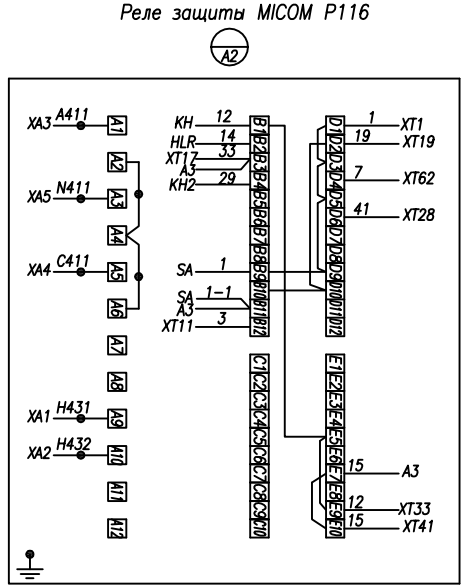 Реле защиты MICOM P116
A2
XA3 A411 A1
A2
XA5 N411 A3
A4
XA4 C411 A5
A6
A7
A8
XA1 H431 A9
XA2 H432 A10
A11
A12
KH 12 B1
HLR 14 B2
XT17 33 B3
A3
KH2 29 B4
B5
B6
B7
B8
SA 1 B9
B10
SA 1-1 B11
A3
XT11 3 B12
C1
C2
C3
C4
C5
C6
C7
C8
C9
C10
D1 1 XT1
D2 19 XT19
D3
D4 7 XT62
D5
D6 41 XT28
D7
D8
D9
D10
D11
D12
E1
E2
E3
E4
E5
E6
E7 15 A3
E8
E9 12 XT33
E10 15 XT41